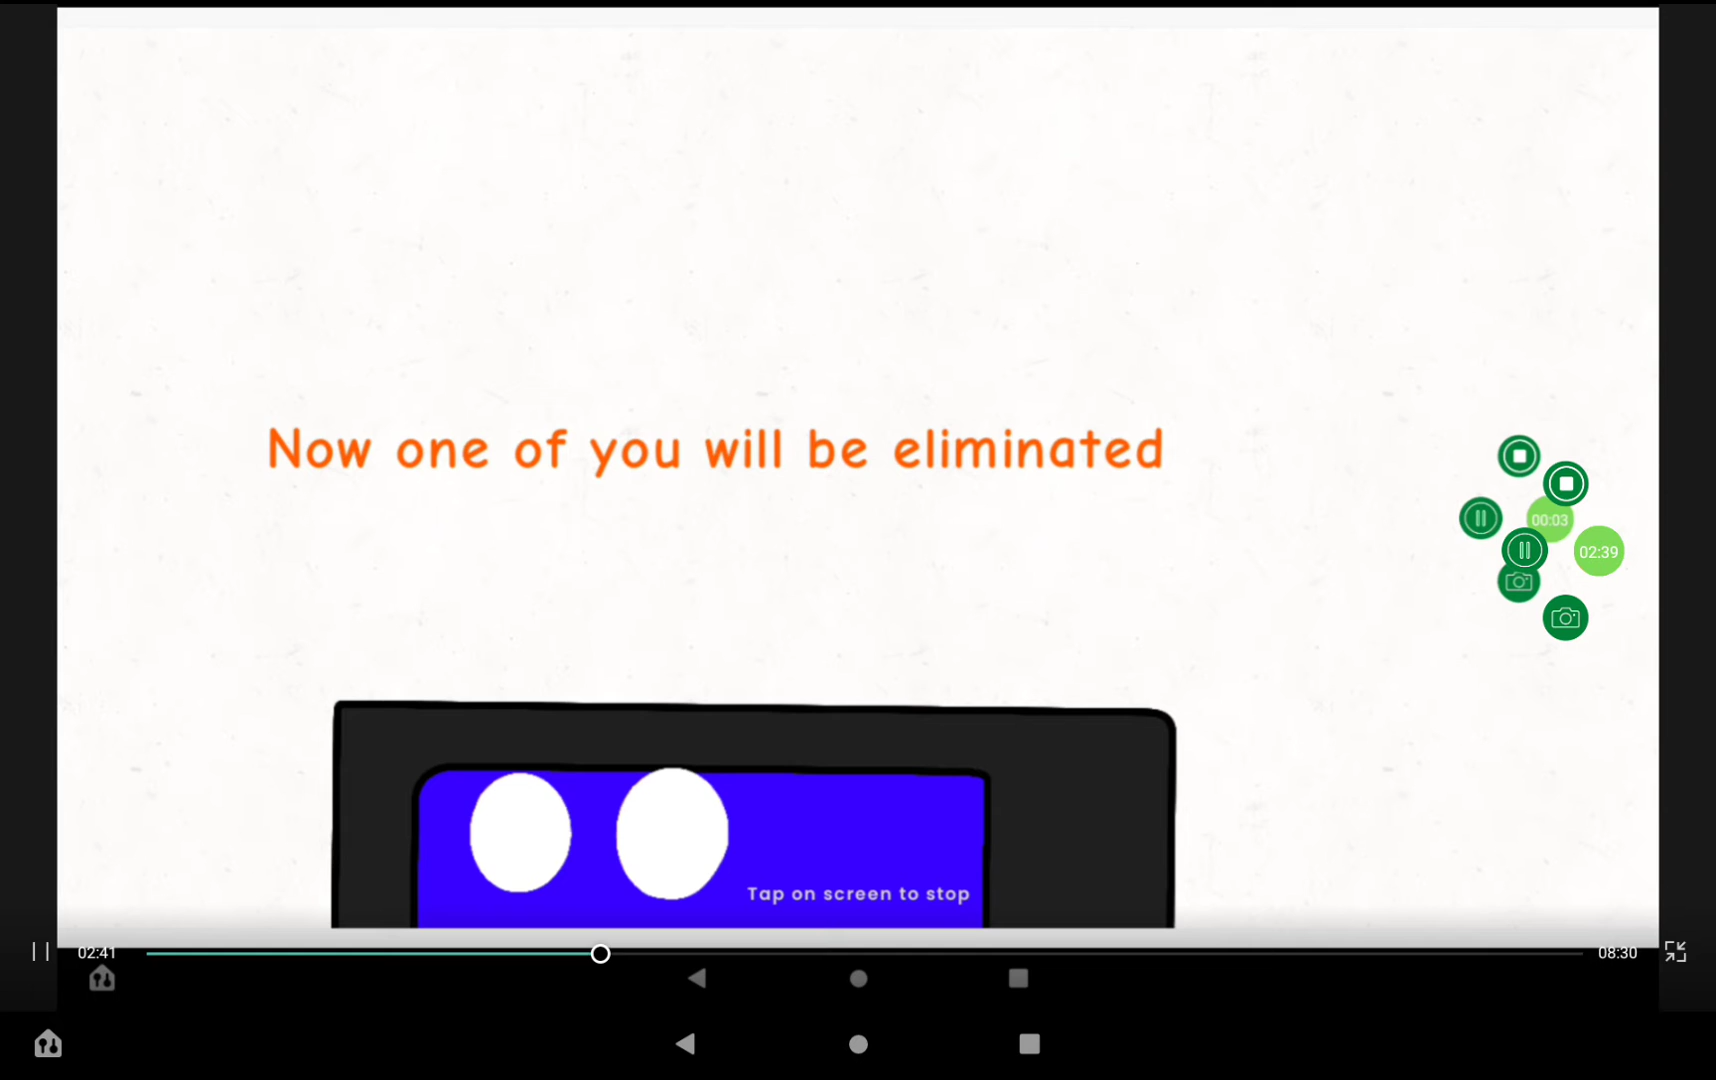 Now one of you will be eliminated
00:03
02:39
Tap on screen to stop
02:41
08:30